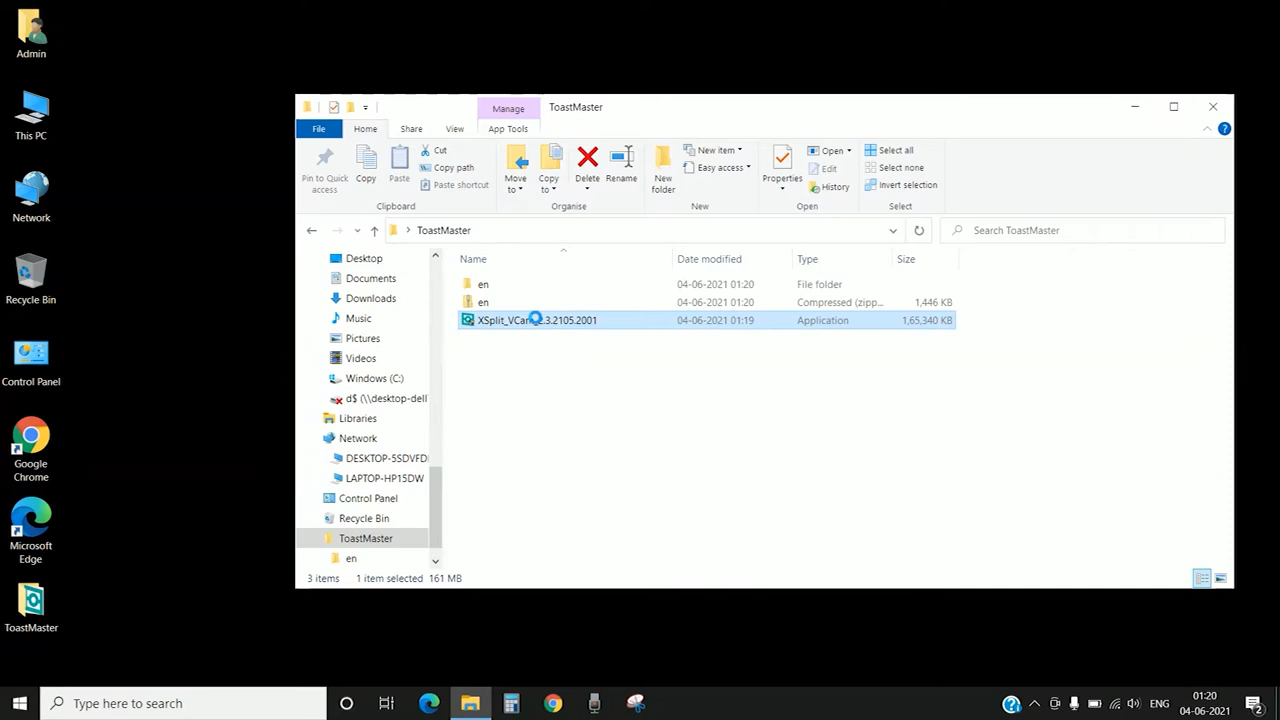 Admin
This PC
Network
Recycle Bin
Control Panel
Google
Chrome
Microsoft
Edge
ToastMaster
Manage
ToastMaster
File
Home
Share
View
App Tools
Pin to Quick
access
Copy
Paste
Cut
Copy path
Paste shortcut
Clipboard
Move
to
Copy
to
Delete
Rename
Organise
New
folder
New item
Easy access
New
Properties
Open
Edit
History
Open
Select all
Select none
Invert selection
Select
ToastMaster
Search ToastMaster
Desktop
Documents
Downloads
Music
Pictures
Videos
Windows (C:)
d$ (\\desktop-dell
Libraries
Network
DESKTOP-5SDVFD
LAPTOP-HP15DW
Control Panel
Recycle Bin
ToastMaster
en
Name
Date modified
Type
Size
en 04-06-2021 01:20 File folder
en 04-06-2021 01:20 Compressed (zipp... 1,446 KB
04-06-2021 01:19 Application 1,65,340 KB
3 items
1 item selected
161 MB
Type here to search
ENG
01:20
04-06-2021
2